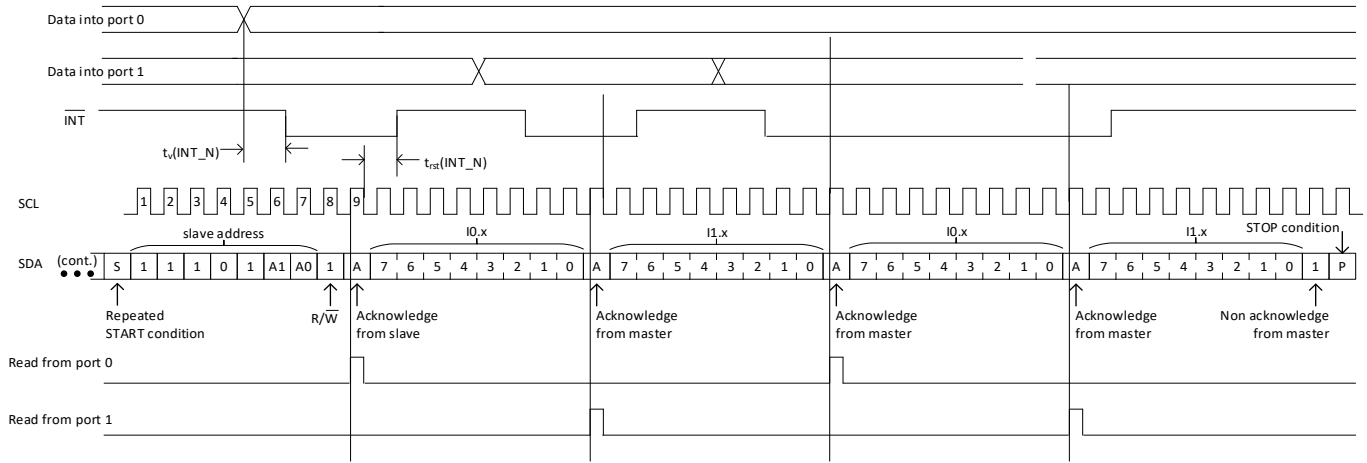 Data into port 0
Data into port 1
INT
tv(INT_N)
trst(INT_N)
SCL
1 2 3 4 5 6 7 8 9
slave address
I0.x
I1.x
I0.x
I1.x
STOP condition
SDA
(cont.)
S 1 1 1 0 1 A1 A0 1 A 7 6 5 4 3 2 1 0 A 7 6 5 4 3 2 1 0 A 7 6 5 4 3 2 1 0 A 7 6 5 4 3 2 1 0 1 P
Repeated
START condition
R/W
Acknowledge
from slave
Acknowledge
from master
Acknowledge
from master
Acknowledge
from master
Non acknowledge
from master
Read from port 0
Read from port 1